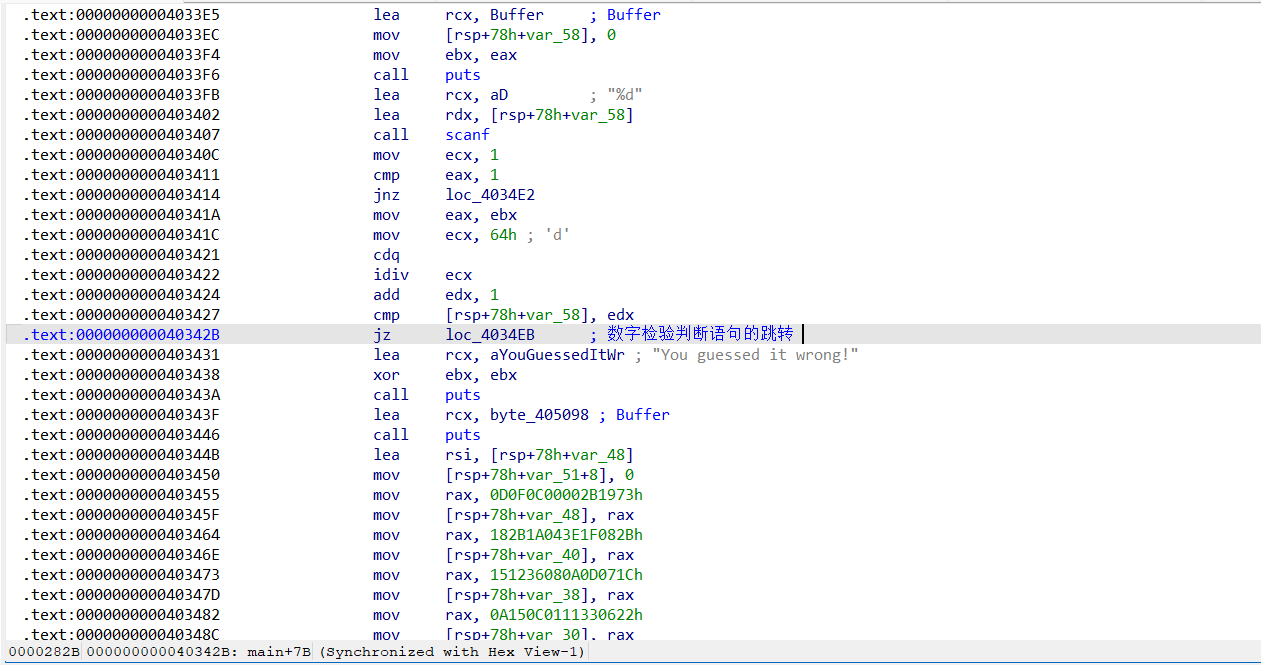 .text:00000000004033E5 lea rcx, Buffer ; Buffer
.text:00000000004033EC mov [rsp+78h+var_58], 0
.text:00000000004033F4 mov ebx, eax
.text:00000000004033F6 call puts
.text:00000000004033FB lea rcx, aD ; "%d"
.text:0000000000403402 lea rdx, [rsp+78h+var_58]
.text:0000000000403407 call scanf
.text:000000000040340C mov ecx, 1
.text:0000000000403411 cmp eax, 1
.text:0000000000403414 jnz loc_4034E2
.text:000000000040341A mov eax, ebx
.text:000000000040341C mov ecx, 64h ; 'd'
.text:0000000000403421 cdq
.text:0000000000403422 idiv ecx
.text:0000000000403424 add edx, 1
.text:0000000000403427 cmp [rsp+78h+var_58], edx
.text:000000000040342B jz loc_4034EB ; 数字检验判断语句的跳转
.text:0000000000403431 lea rcx, aYouGuessedItWr ; "You guessed it wrong!"
.text:0000000000403438 xor ebx, ebx
.text:000000000040343A call puts
.text:000000000040343F lea rcx, byte_405098 ; Buffer
.text:0000000000403446 call puts
.text:000000000040344B lea rsi, [rsp+78h+var_48]
.text:0000000000403450 mov [rsp+78h+var_51+8], 0
.text:0000000000403455 mov rax, 0D0F0C00002B1973h
.text:000000000040345F mov [rsp+78h+var_48], rax
.text:0000000000403464 mov rax, 182B1A043E1F082Bh
.text:000000000040346E mov [rsp+78h+var_40], rax
.text:0000000000403473 mov rax, 151236080A0D071Ch
.text:000000000040347D mov [rsp+78h+var_38], rax
.text:0000000000403482 mov rax, 0A150C0111330622h
.text:000000000040348C mov [rsp+78h+var_30], rax
0000282B 000000000040342B: main+7B (Synchronized with Hex View-1)